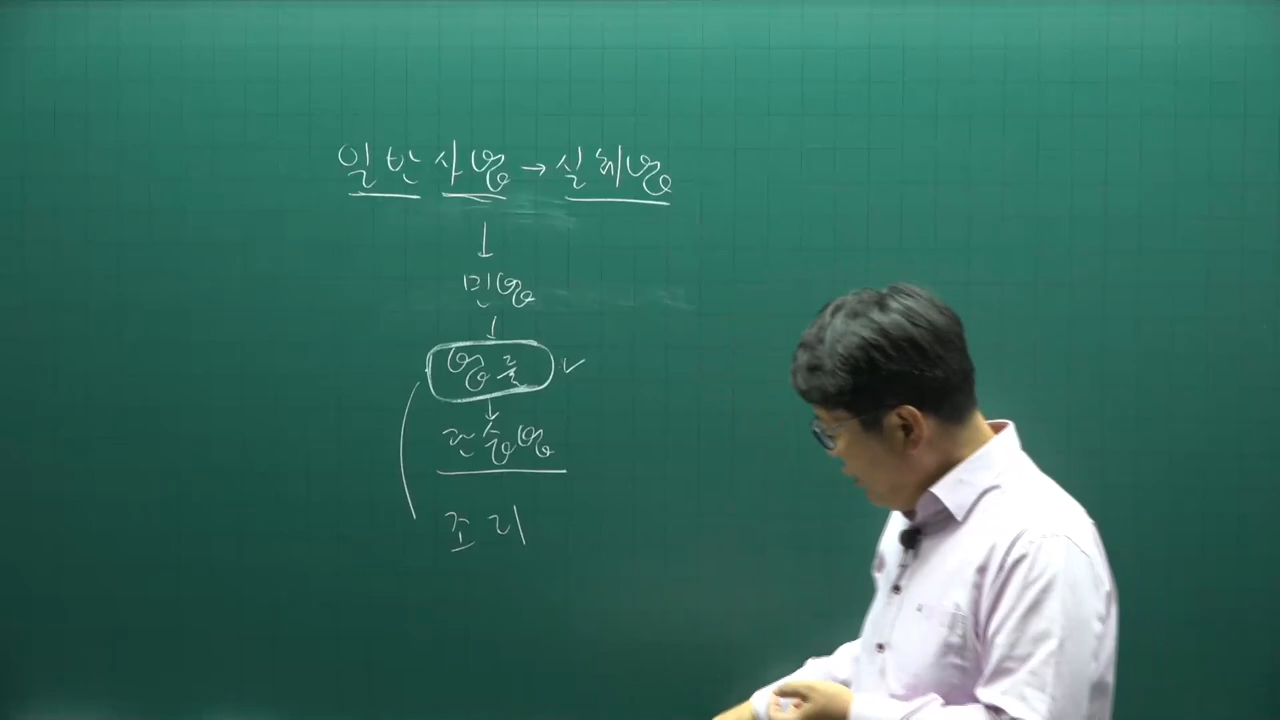 일반사법 → 실체법
↓
민법
↓
법률 ✓
↓
관습법
조리